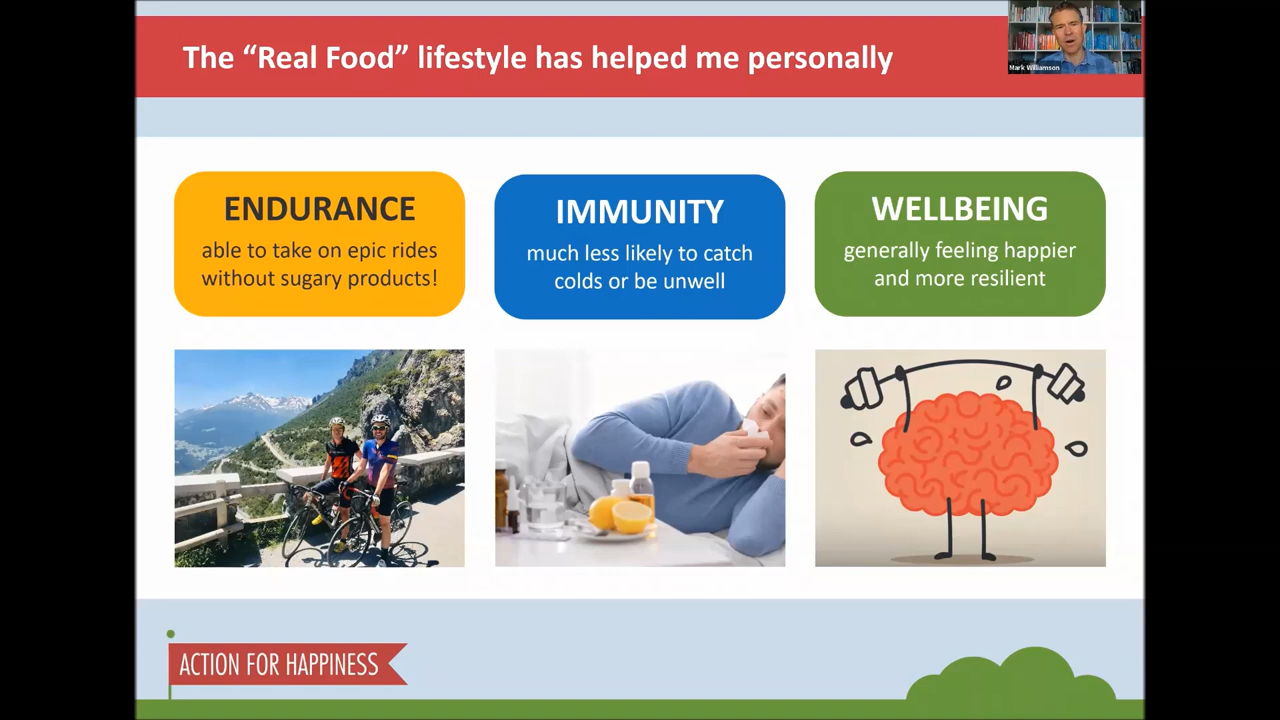 The “Real Food” lifestyle has helped me personally
Mark Williamson
ENDURANCE
able to take on epic rides
without sugary products!
IMMUNITY
much less likely to catch
colds or be unwell
WELLBEING
generally feeling happier
and more resilient
ACTION FOR HAPPINESS